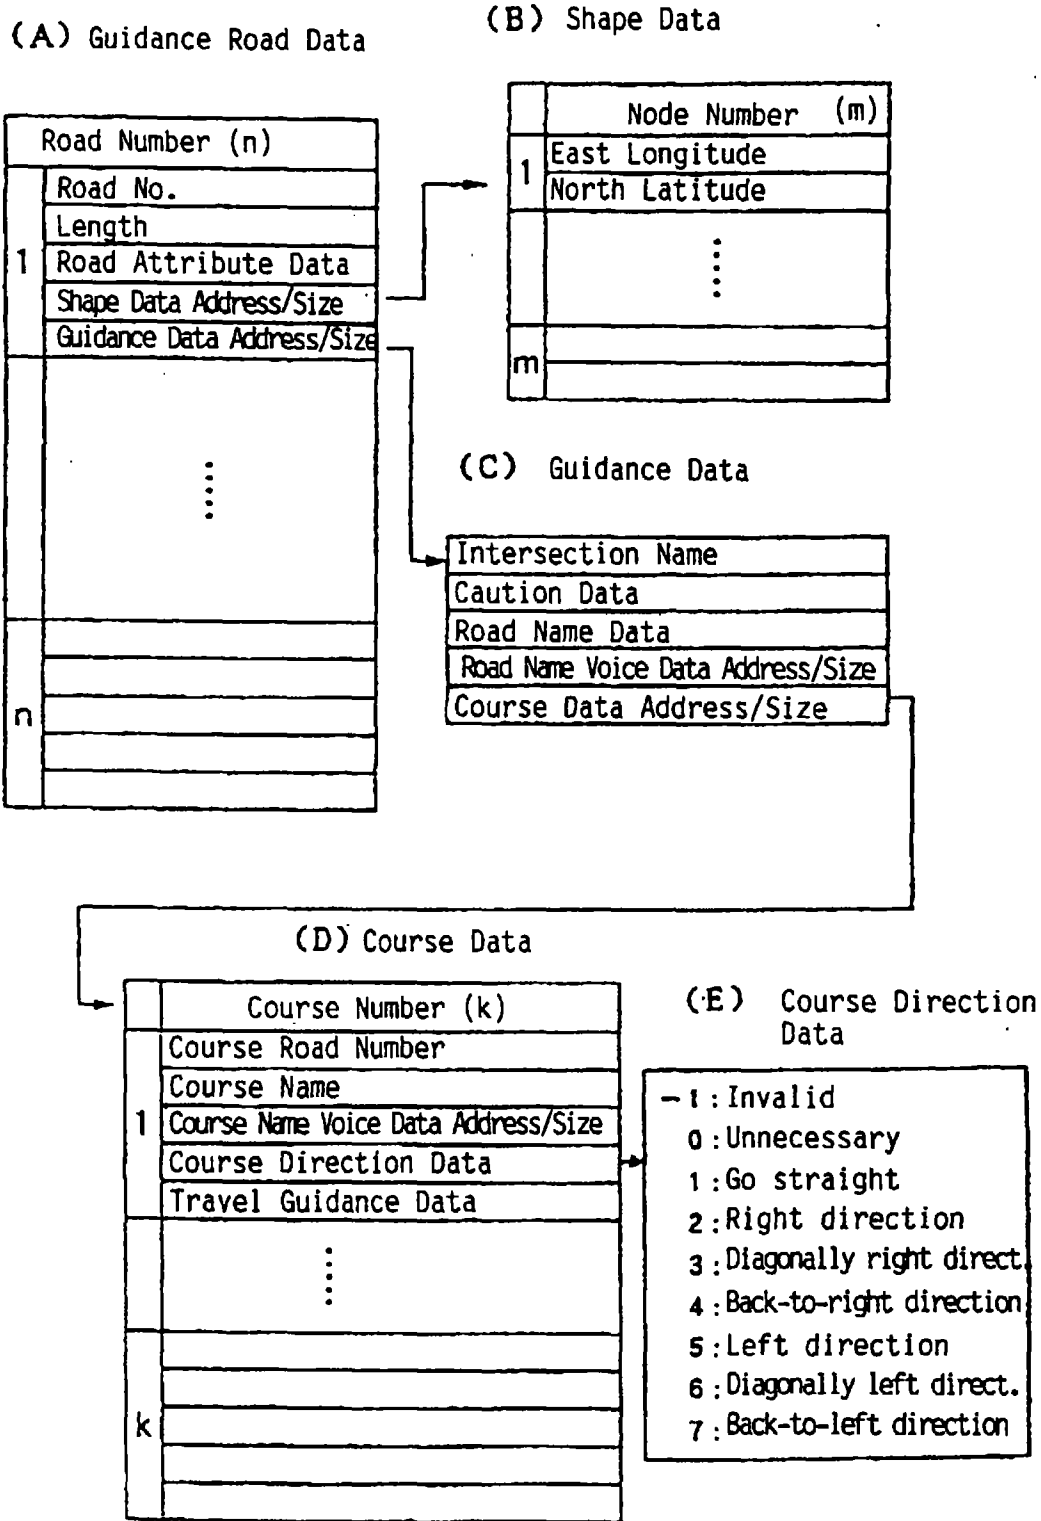 (A) Guidance Road Data
Road Number (n)
1
Road No.
Length
Road Attribute Data
Shape Data Address/Size
Guidance Data Address/Size
n
(B) Shape Data
Node Number (m)
1
East Longitude
North Latitude
m
(C) Guidance Data
Intersection Name
Caution Data
Road Name Data
Road Name Voice Data Address/Size
Course Data Address/Size
(D) Course Data
Course Number (k)
1
Course Road Number
Course Name
Course Name Voice Data Address/Size
Course Direction Data
Travel Guidance Data
k
(E) Course Direction
Data
-1 : Invalid
0 : Unnecessary
1 : Go straight
2 : Right direction
3 : Diagonally right direct.
4 : Back-to-right direction
5 : Left direction
6 : Diagonally left direct.
7 : Back-to-left direction